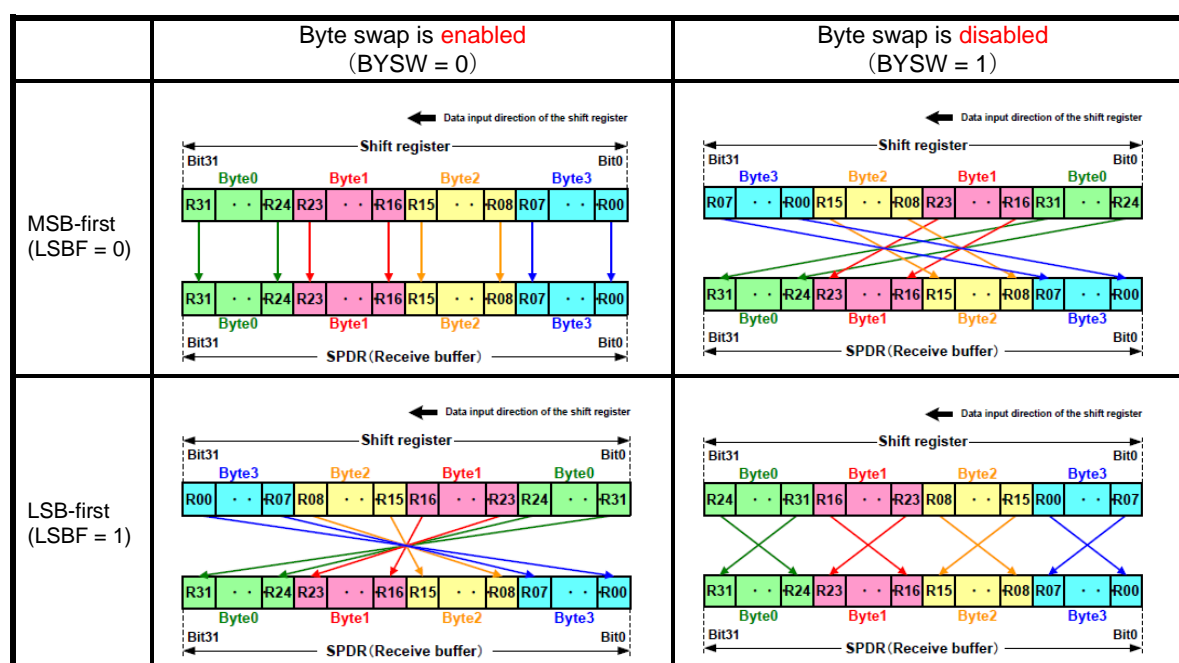 Byte swap is enabled
（BYSW = 0）
Byte swap is disabled
（BYSW = 1）
MSB-first
(LSBF = 0)
Data input direction of the shift register
Shift register
Bit31 Bit0
Byte0 Byte1 Byte2 Byte3
R31 · · R24 R23 · · R16 R15 · · R08 R07 · · R00
R31 · · R24 R23 · · R16 R15 · · R08 R07 · · R00
Byte0 Byte1 Byte2 Byte3
Bit31 Bit0
SPDR(Receive buffer)
Data input direction of the shift register
Shift register
Bit31 Bit0
Byte3 Byte2 Byte1 Byte0
R07 · · R00 R15 · · R08 R23 · · R16 R31 · · R24
R31 · · R24 R23 · · R16 R15 · · R08 R07 · · R00
Byte0 Byte1 Byte2 Byte3
Bit31 Bit0
SPDR(Receive buffer)
LSB-first
(LSBF = 1)
Data input direction of the shift register
Shift register
Bit31 Bit0
Byte3 Byte2 Byte1 Byte0
R00 · · R07 R08 · · R15 R16 · · R23 R24 · · R31
R31 · · R24 R23 · · R16 R15 · · R08 R07 · · R00
Byte0 Byte1 Byte2 Byte3
Bit31 Bit0
SPDR(Receive buffer)
Data input direction of the shift register
Shift register
Bit31 Bit0
Byte0 Byte1 Byte2 Byte3
R24 · · R31 R16 · · R23 R08 · · R15 R00 · · R07
R31 · · R24 R23 · · R16 R15 · · R08 R07 · · R00
Byte0 Byte1 Byte2 Byte3
Bit31 Bit0
SPDR(Receive buffer)